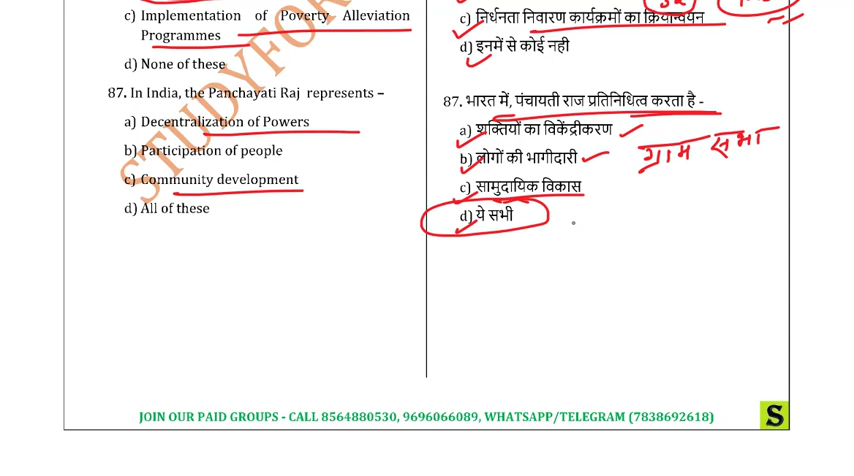 c) Implementation of Poverty Alleviation
Programmes
d) None of these
87. In India, the Panchayati Raj represents –
a) Decentralization of Powers
b) Participation of people
c) Community development
d) All of these
c) निर्धनता निवारण कार्यक्रमों का क्रियान्वयन
d) इनमें से कोई नही
87. भारत में, पंचायती राज प्रतिनिधित्व करता है -
a) शक्तियों का विकेंद्रीकरण
b) लोगों की भागीदारी
c) सामुदायिक विकास
d) ये सभी
ग्राम सभा
STUDYFOR
JOIN OUR PAID GROUPS - CALL 8564880530, 9696066089, WHATSAPP/TELEGRAM (7838692618)
S